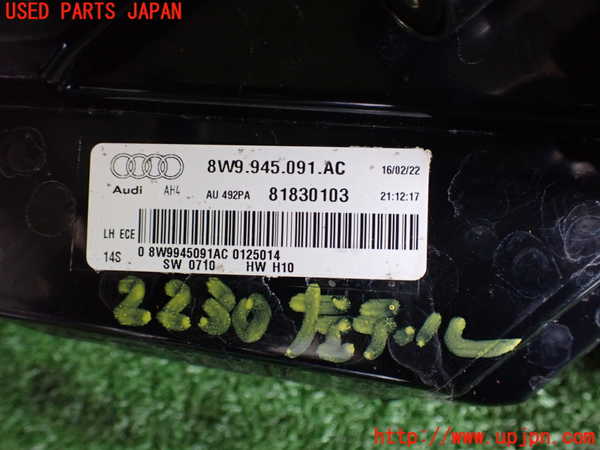 USED PARTS JAPAN
8W9.945.091.AC 16/02/22
Audi AH4 AU 492PA 81830103 21:12:17
LH ECE
14S 0 8W9945091AC 0125014
SW 0710 HW H10
2230 左テール
http://www.upjpn.com/